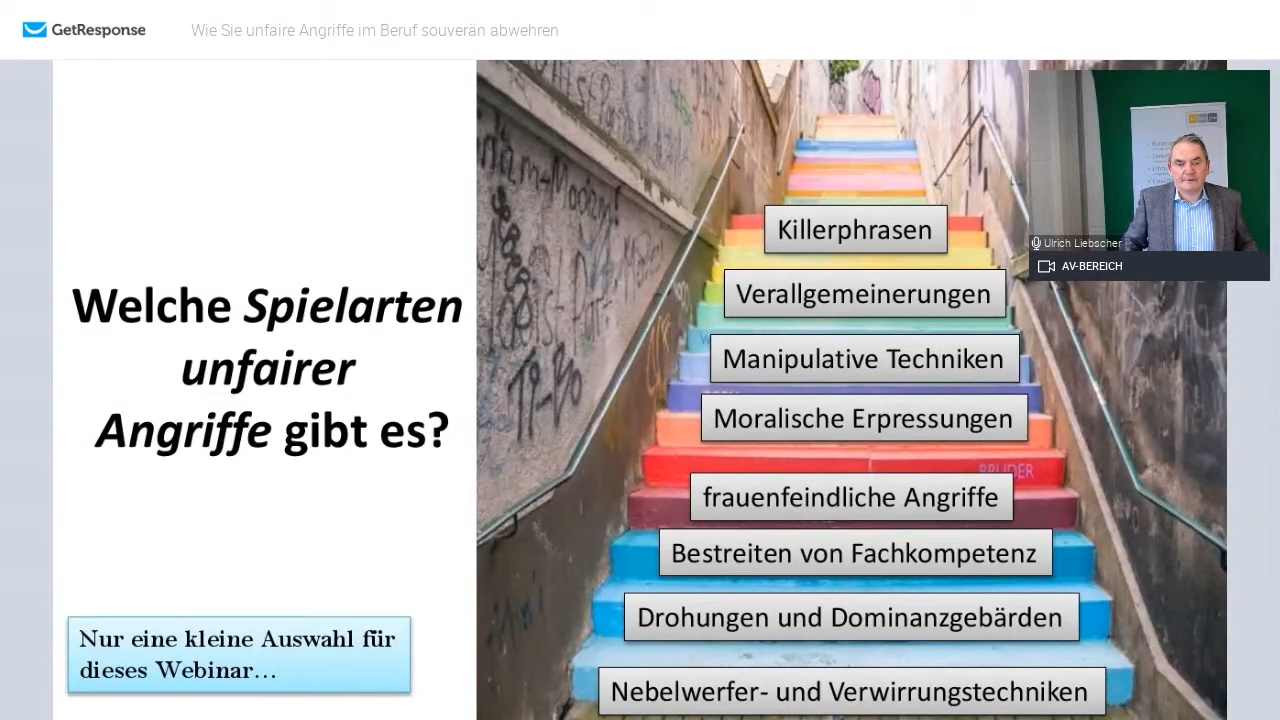 GetResponse
Wie Sie unfaire Angriffe im Beruf souverän abwehren
Welche Spielarten
unfairer
Angriffe gibt es?
Nur eine kleine Auswahl für
dieses Webinar...
Killerphrasen
Verallgemeinerungen
Manipulative Techniken
Moralische Erpressungen
BRUDER
frauenfeindliche Angriffe
Bestreiten von Fachkompetenz
Drohungen und Dominanzgebärden
Nebelwerfer- und Verwirrungstechniken
Ulrich Liebscher
AV-BEREICH